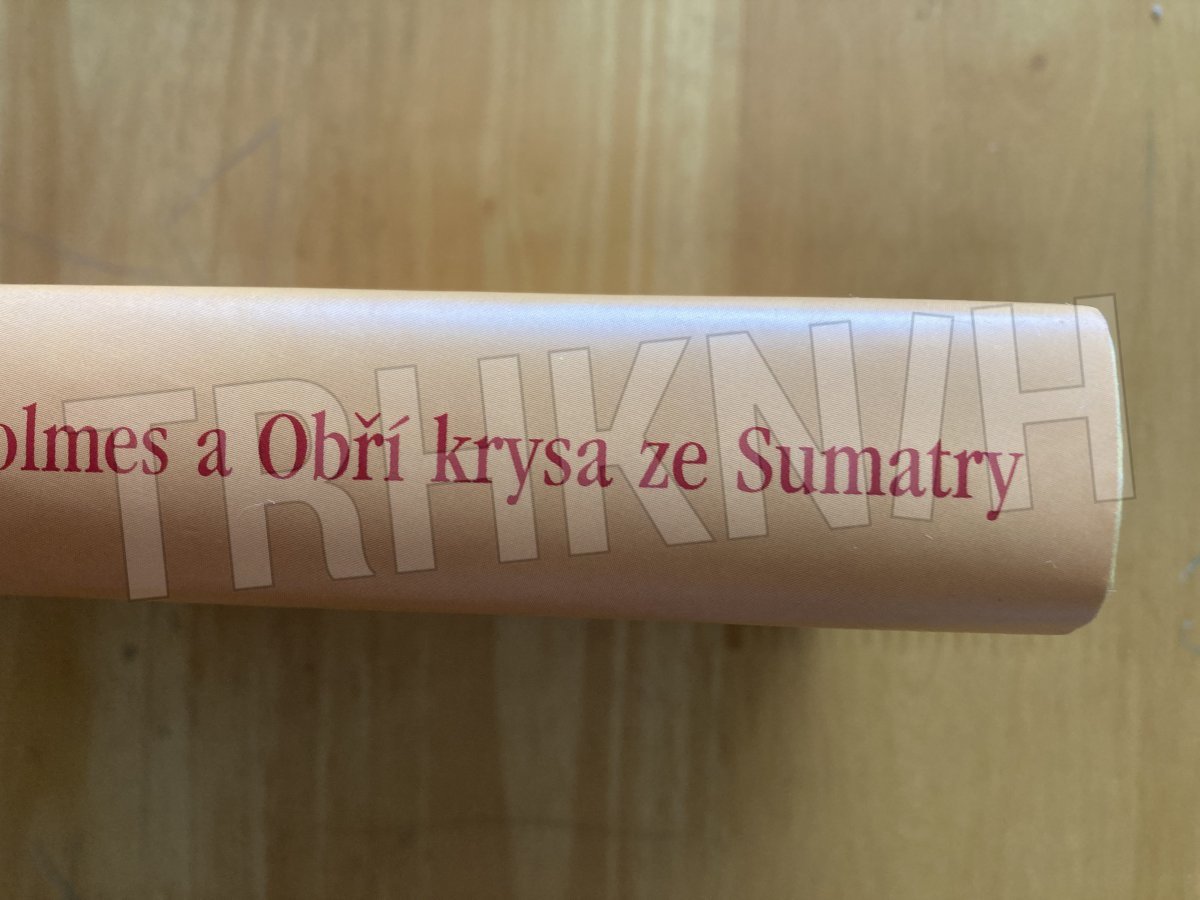 olmes a Obří krysa ze Sumatry
TRHKNIH